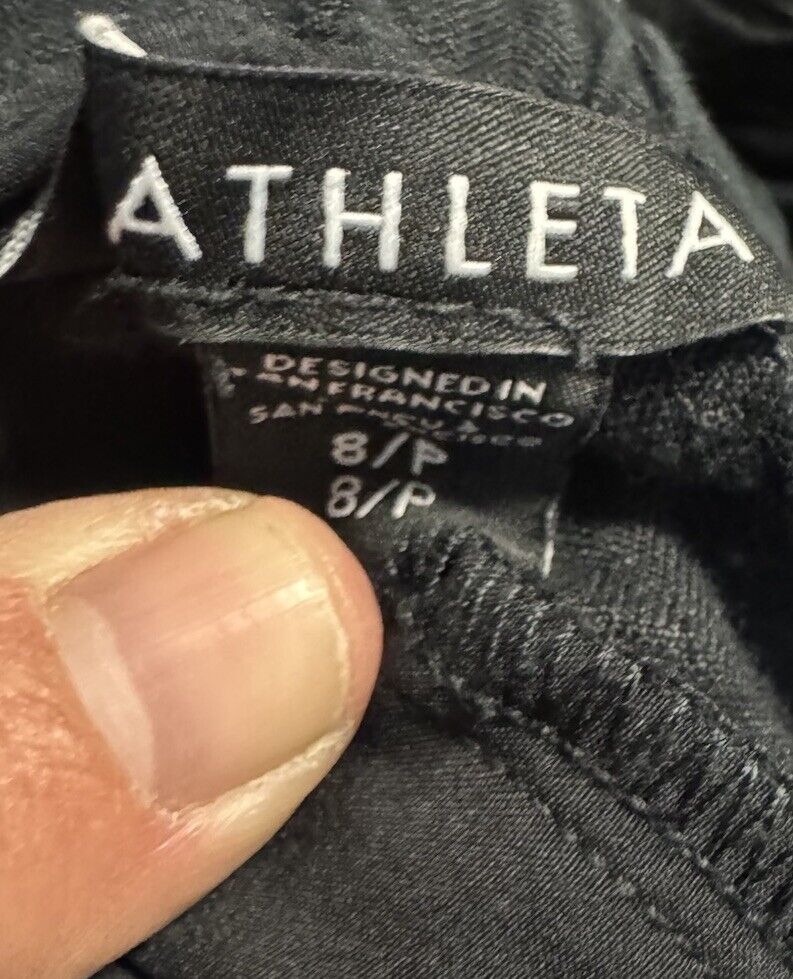 ATHLETA
DESIGNED IN
SAN FRANCISCO
8/P
8/P